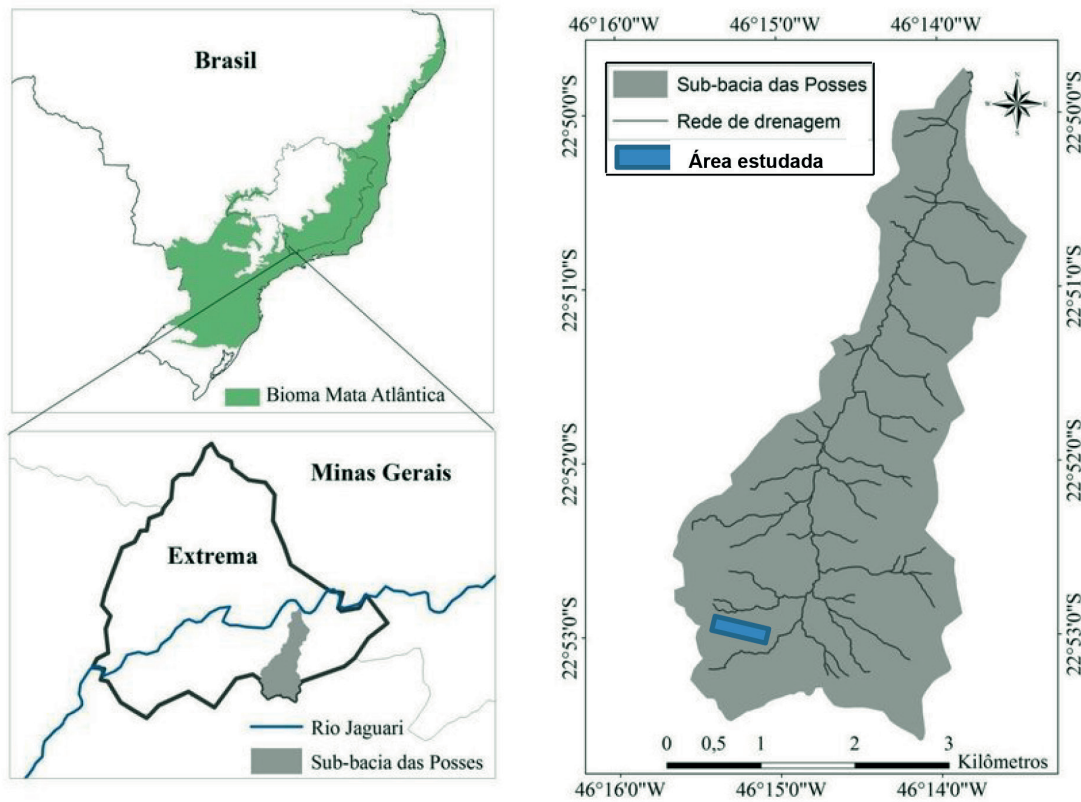 Brasil
Bioma Mata Atlântica
Minas Gerais
Extrema
Rio Jaguari
Sub-bacia das Posses
46°16'0"W 46°15'0"W 46°14'0"W
Sub-bacia das Posses
Rede de drenagem
Área estudada
N
W E
S
22°50'0"S 22°50'0"S
22°51'0"S 22°51'0"S
22°52'0"S 22°52'0"S
22°53'0"S 22°53'0"S
0 0,5 1 2 3
Kilômetros
46°16'0"W 46°15'0"W 46°14'0"W